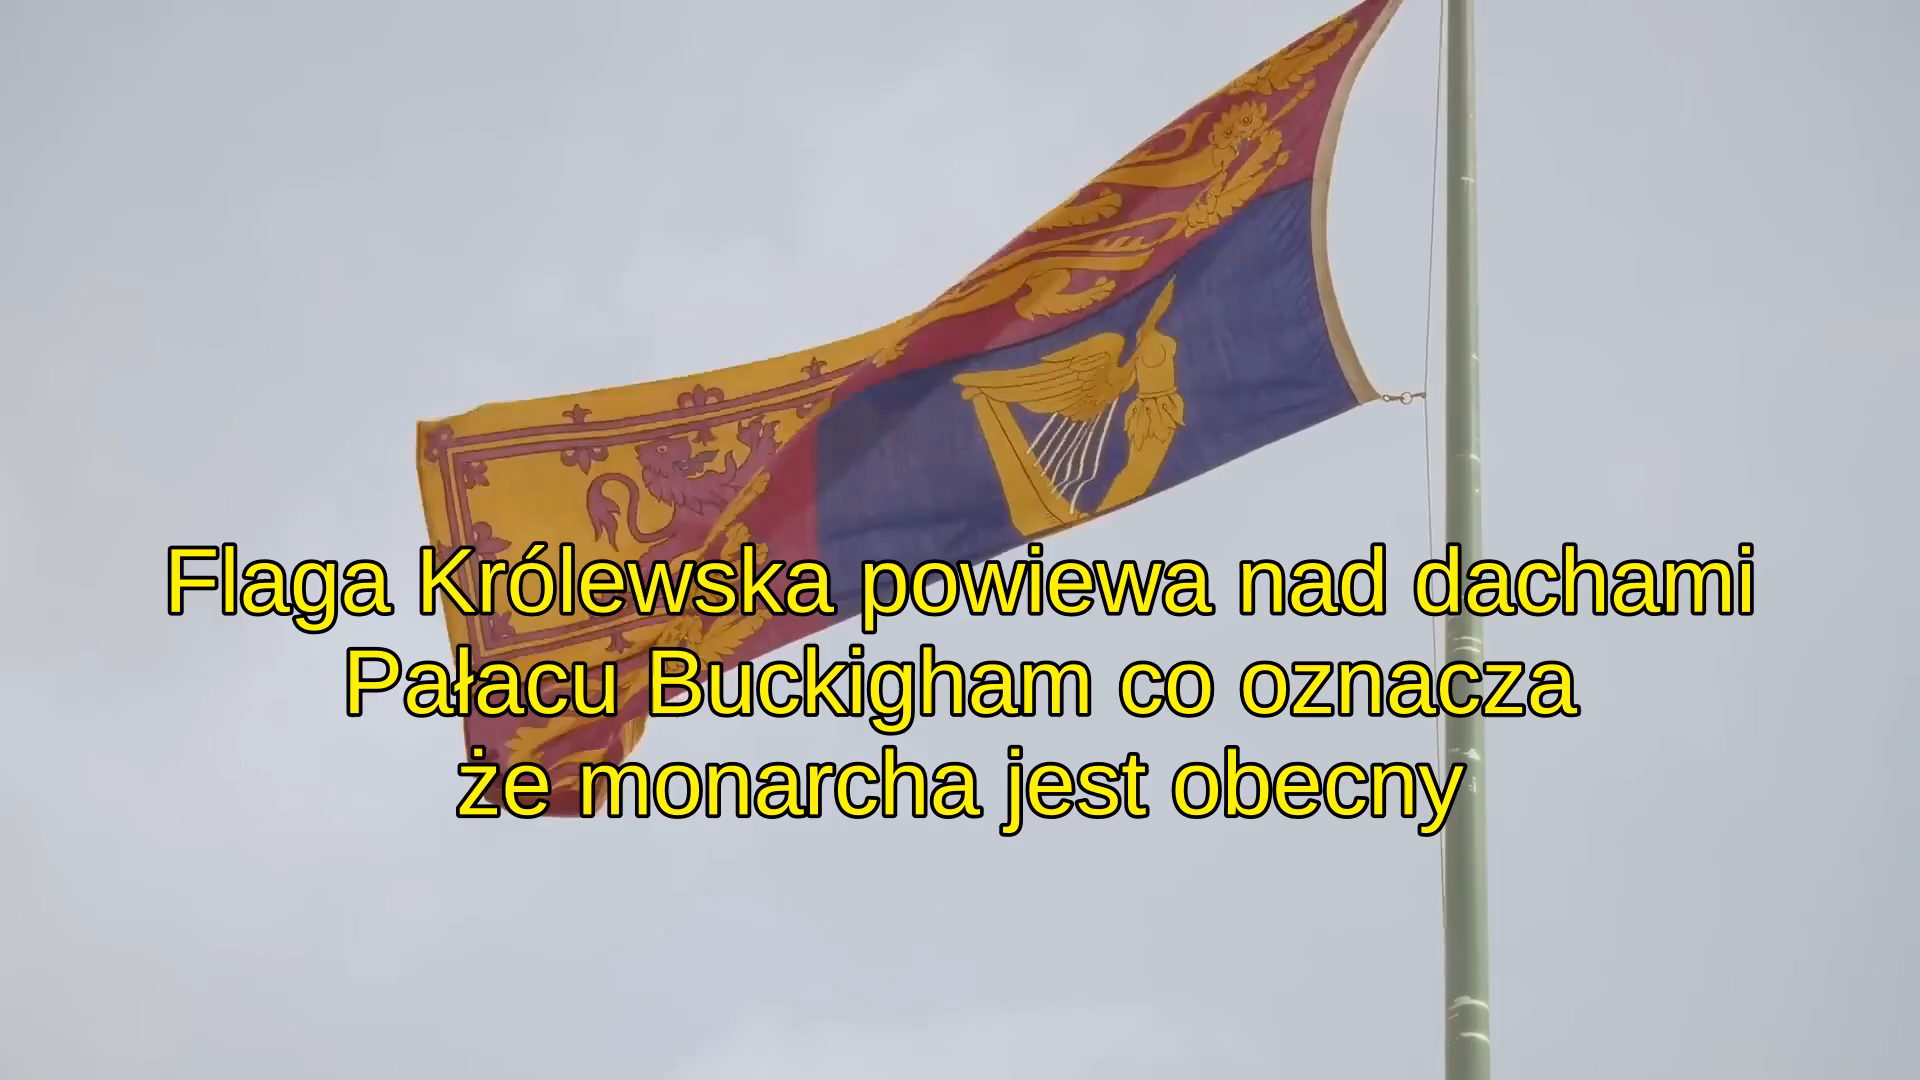 Flaga Królewska powiewa nad dachami
Pałacu Buckigham co oznacza
że monarcha jest obecny